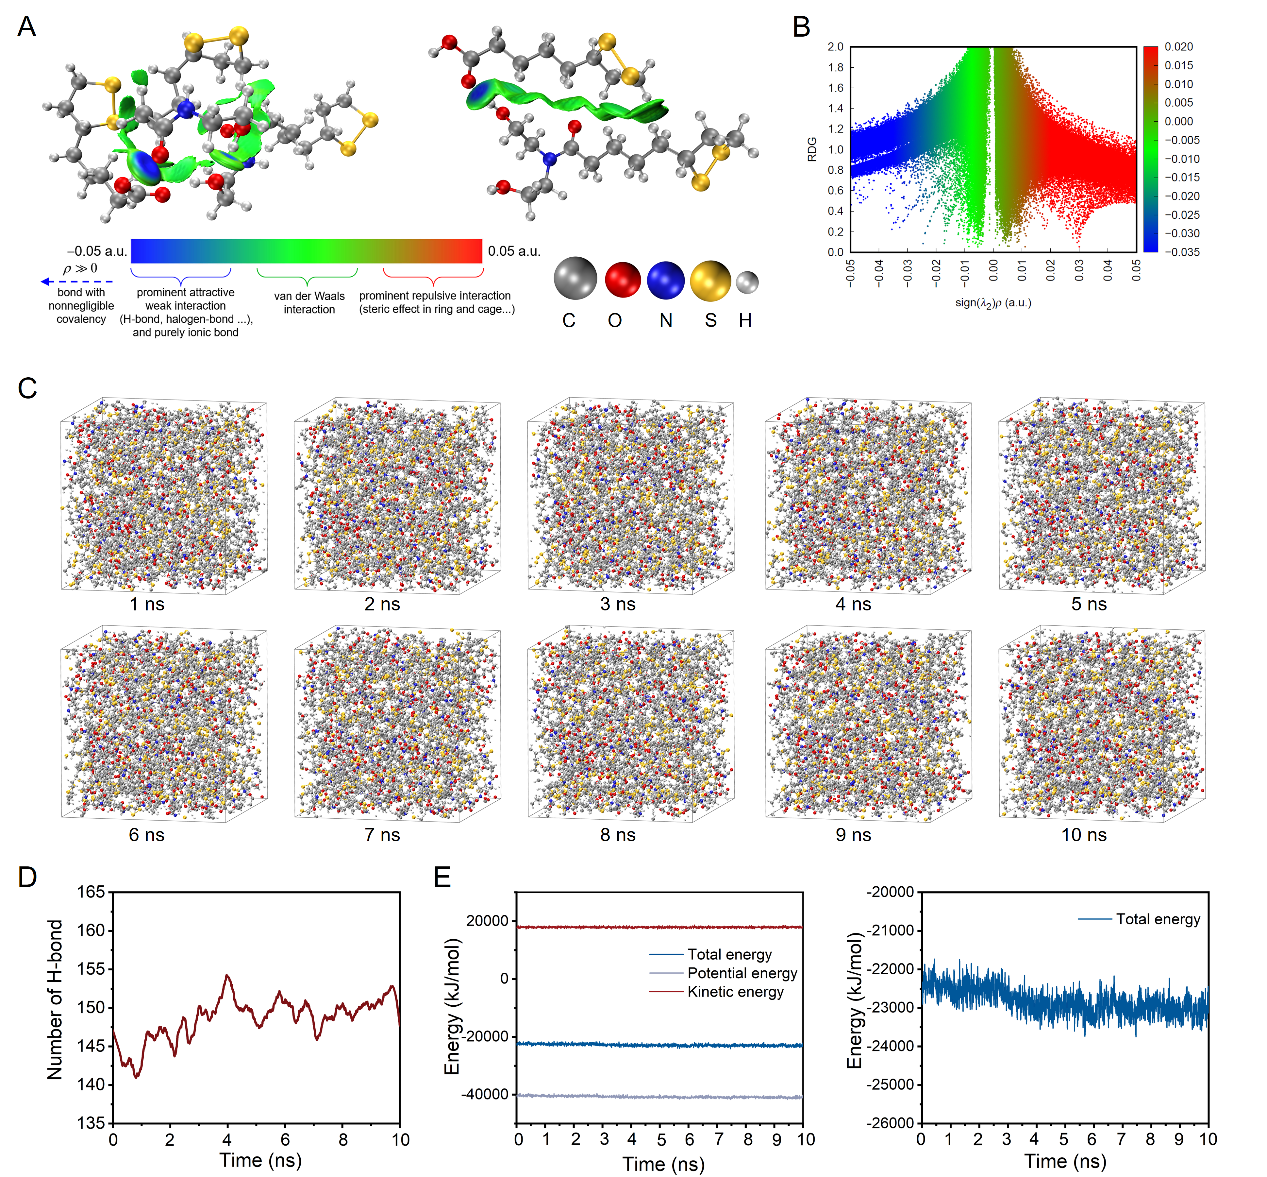 A
B
−0.05 a.u.
0.05 a.u.
ρ ≫ 0
bond with
nonnegligible
covalency
prominent attractive
weak interaction
(H-bond, halogen-bond ...),
and purely ionic bond
van der Waals
interaction
prominent repulsive interaction
(steric effect in ring and cage...)
C O N S H
RDG
2.0
1.8
1.6
1.4
1.2
1.0
0.8
0.6
0.4
0.2
0.0
−0.05 −0.04 −0.03 −0.02 −0.01 0.00 0.01 0.02 0.03 0.04 0.05
sign(λ₂)ρ (a.u.)
0.020
0.015
0.010
0.005
0.000
−0.005
−0.010
−0.015
−0.020
−0.025
−0.030
−0.035
C
1 ns 2 ns 3 ns 4 ns 5 ns
6 ns 7 ns 8 ns 9 ns 10 ns
D
Number of H-bond
165
160
155
150
145
140
135
0 2 4 6 8 10
Time (ns)
E
Energy (kJ/mol)
20000
0
-20000
-40000
Total energy
Potential energy
Kinetic energy
0 1 2 3 4 5 6 7 8 9 10
Time (ns)
Energy (kJ/mol)
-20000
-21000
-22000
-23000
-24000
-25000
-26000
Total energy
0 1 2 3 4 5 6 7 8 9 10
Time (ns)